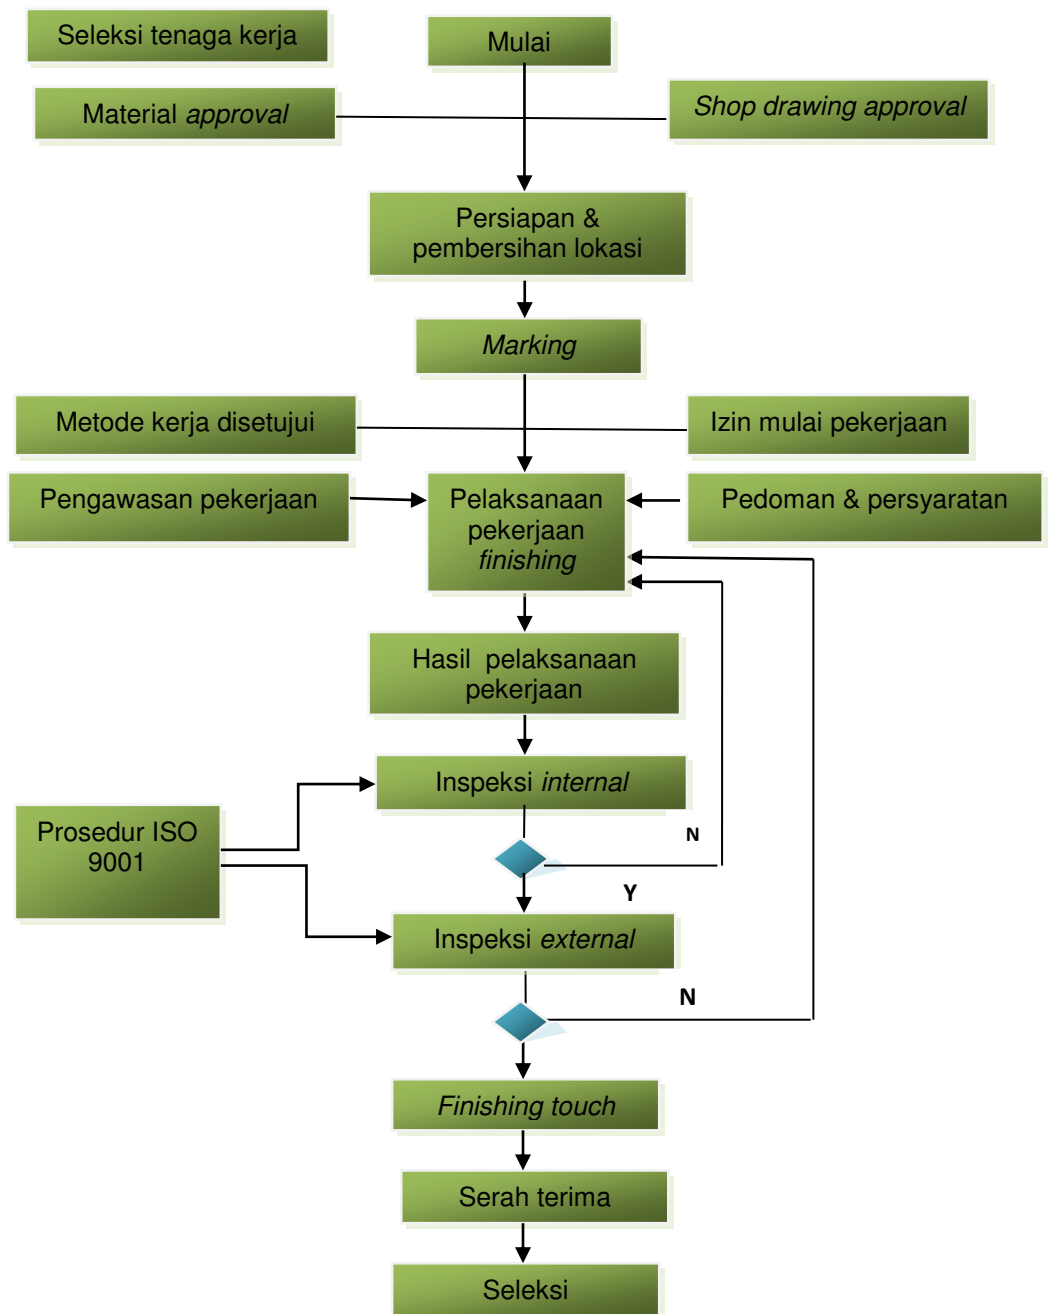 Seleksi tenaga kerja
Mulai
Material approval
Shop drawing approval
Persiapan &
pembersihan lokasi
Marking
Metode kerja disetujui
Izin mulai pekerjaan
Pengawasan pekerjaan
Pelaksanaan
pekerjaan
finishing
Pedoman & persyaratan
Hasil pelaksanaan
pekerjaan
Inspeksi internal
Prosedur ISO
9001
N
Y
Inspeksi external
N
Finishing touch
Serah terima
Seleksi